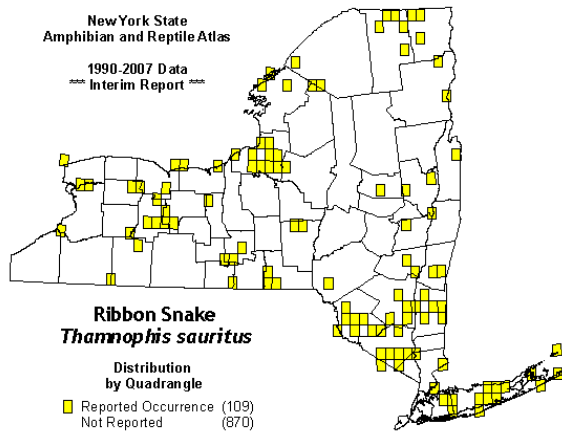 New York State
Amphibian and Reptile Atlas
1990-2007 Data
*** Interim Report ***
Ribbon Snake
Thamnophis sauritus
Distribution
by Quadrangle
Reported Occurrence (109)
Not Reported (870)